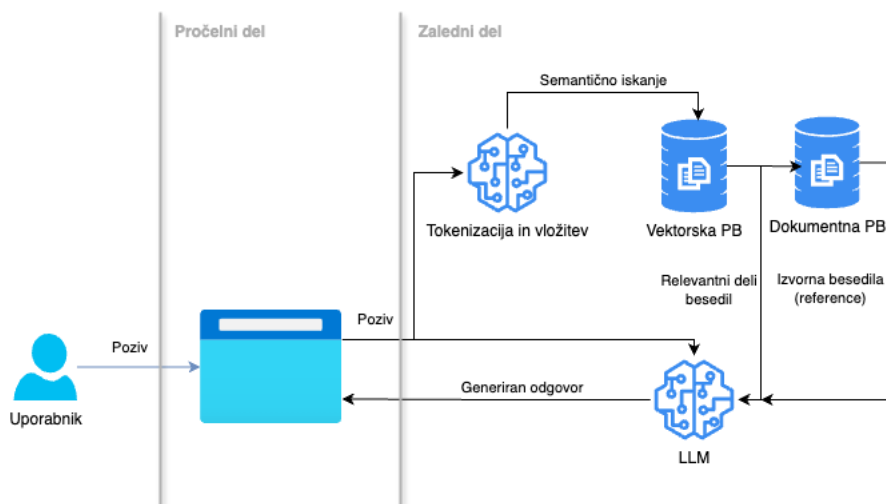 Pročelni del
Zaledni del
Semantično iskanje
Tokenizacija in vložitev
Vektorska PB
Dokumentna PB
Relevantni deli
besedil
Izvorna besedila
(reference)
Poziv
Poziv
Generiran odgovor
Uporabnik
LLM